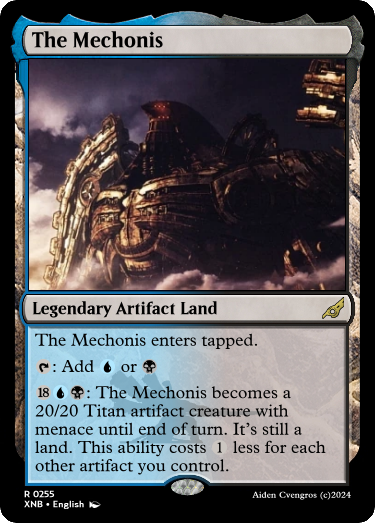 The Mechonis
Legendary Artifact Land
The Mechonis enters tapped.
: Add or
18 : The Mechonis becomes a
20/20 Titan artifact creature with
menace until end of turn. It's still a
land. This ability costs 1 less for each
other artifact you control.
R 0255
XNB • English
Aiden Cvengros (c)2024